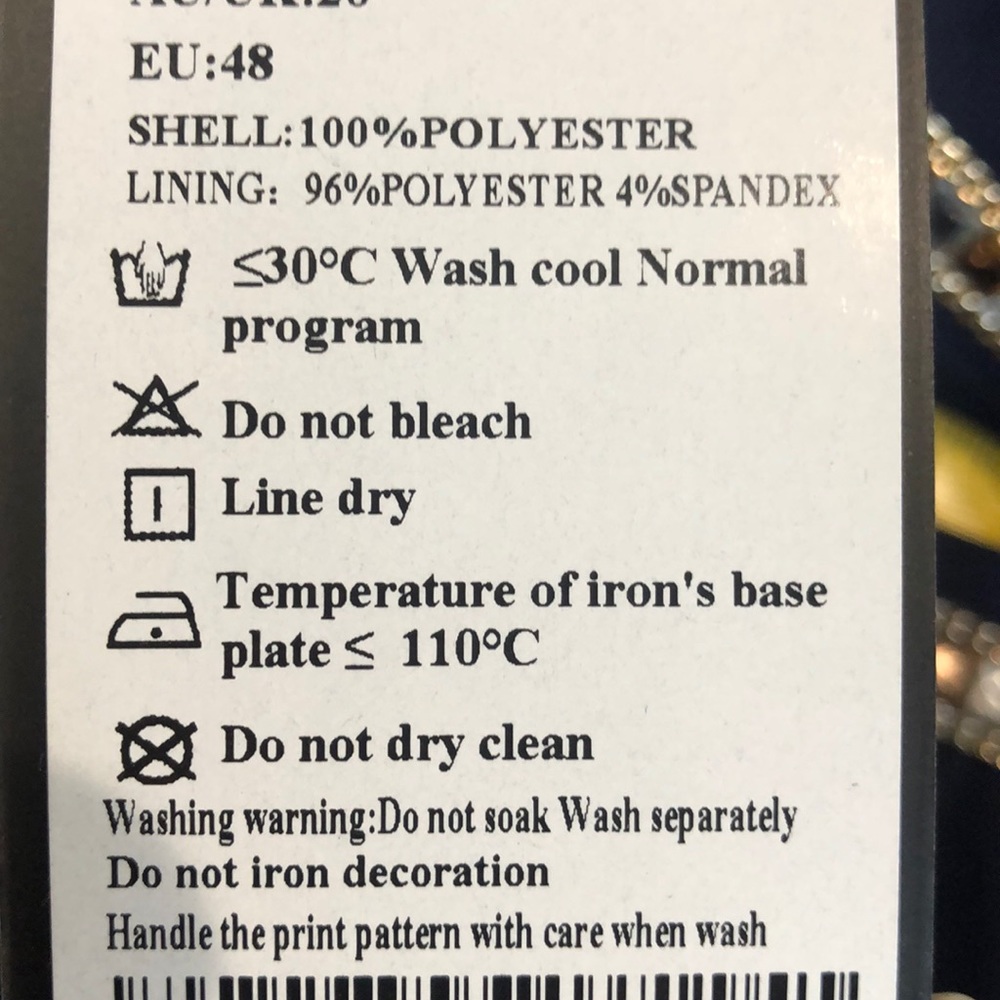 EU:48
SHELL:100%POLYESTER
LINING: 96%POLYESTER 4%SPANDEX
≤30°C Wash cool Normal
program
Do not bleach
Line dry
Temperature of iron's base
plate ≤ 110°C
Do not dry clean
Washing warning:Do not soak Wash separately
Do not iron decoration
Handle the print pattern with care when wash